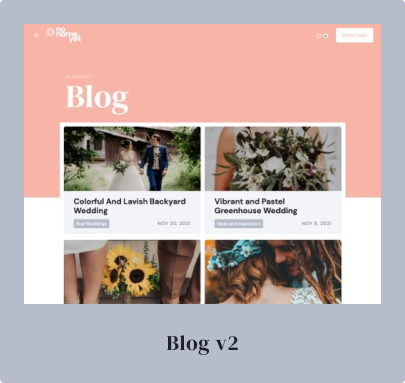 no
name
yet
Client Login
Blog
Colorful And Lavish Backyard
Wedding
Real Weddings
NOV 30, 2021
Vibrant and Pastel
Greenhouse Wedding
Ideas and Inspiration
NOV 9, 2021
Blog v2